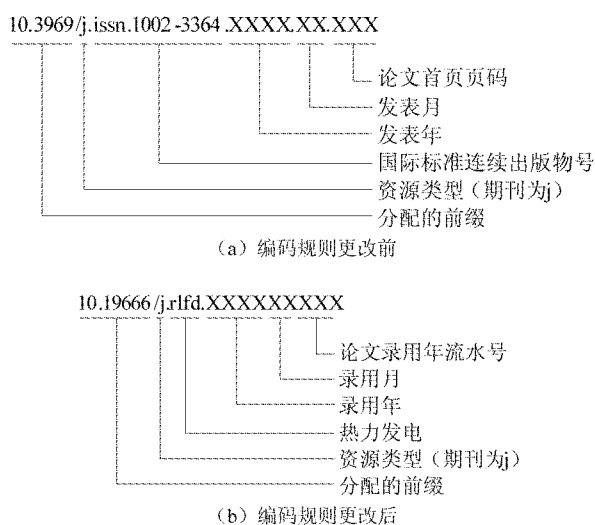 10.3969/j.issn.1002-3364.XXXX.XX.XXX
论文首页页码
发表月
发表年
国际标准连续出版物号
资源类型（期刊为j）
分配的前缀
（a）编码规则更改前
10.19666/j.rlfd.XXXXXXXXX
论文录用年流水号
录用月
录用年
热力发电
资源类型（期刊为j）
分配的前缀
（b）编码规则更改后